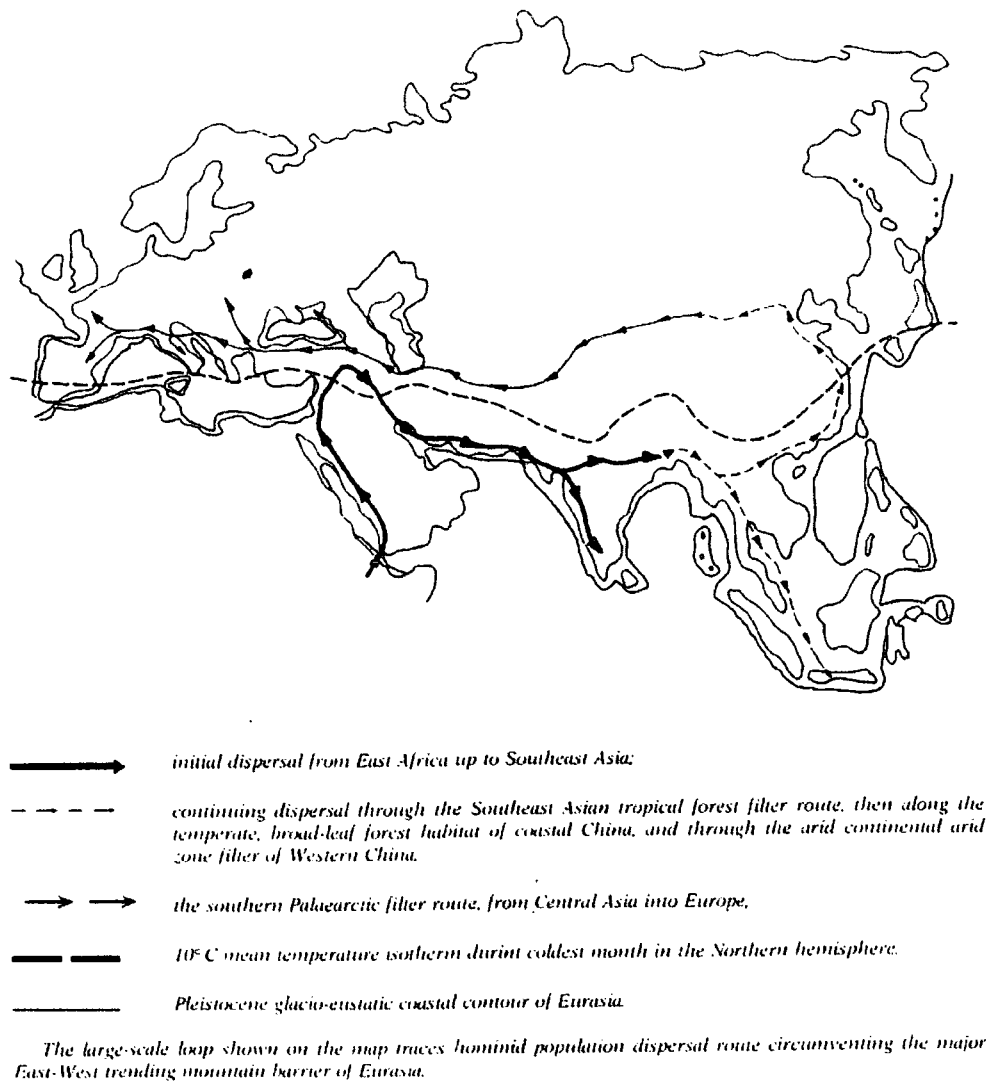 initial dispersal from East Africa up to Southeast Asia;
continuing dispersal through the Southeast Asian tropical forest filter route, then along the
temperate, broad-leaf forest habitat of coastal China, and through the arid continental arid
zone filter of Western China.
the southern Palaearctic filter route, from Central Asia into Europe,
10° C mean temperature isotherm durint coldest month in the Northern hemisphere.
Pleistocene glacio-eustatic coastal contour of Eurasia.
The large-scale loop shown on the map traces hominid population dispersal route circumventing the major
East-West trending mountain barrier of Eurasia.